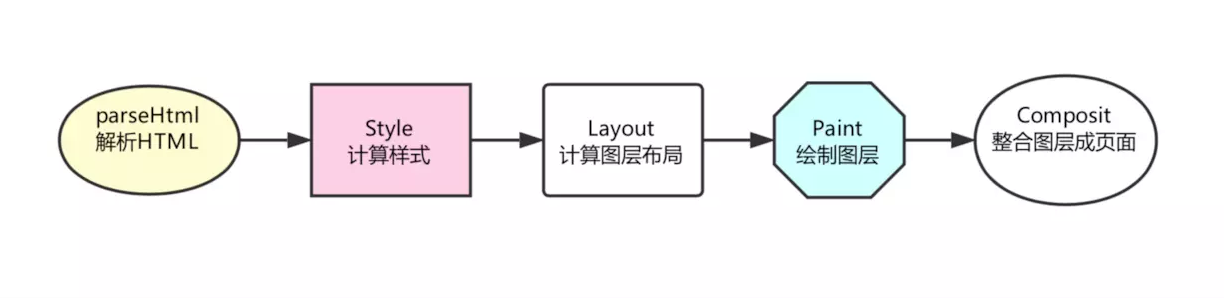 parseHtml
解析HTML
Style
计算样式
Layout
计算图层布局
Paint
绘制图层
Composit
整合图层成页面